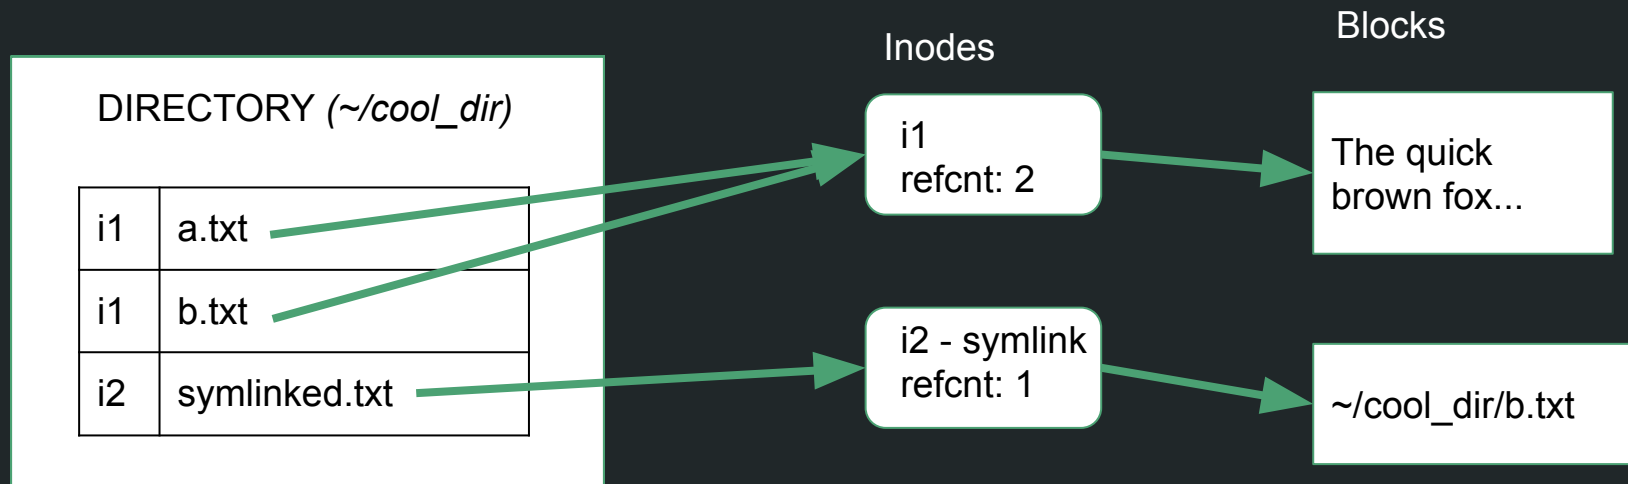 DIRECTORY (~/cool_dir)
i1 a.txt
i1 b.txt
i2 symlinked.txt
Inodes
i1
refcnt: 2
i2 - symlink
refcnt: 1
Blocks
The quick
brown fox...
~/cool_dir/b.txt